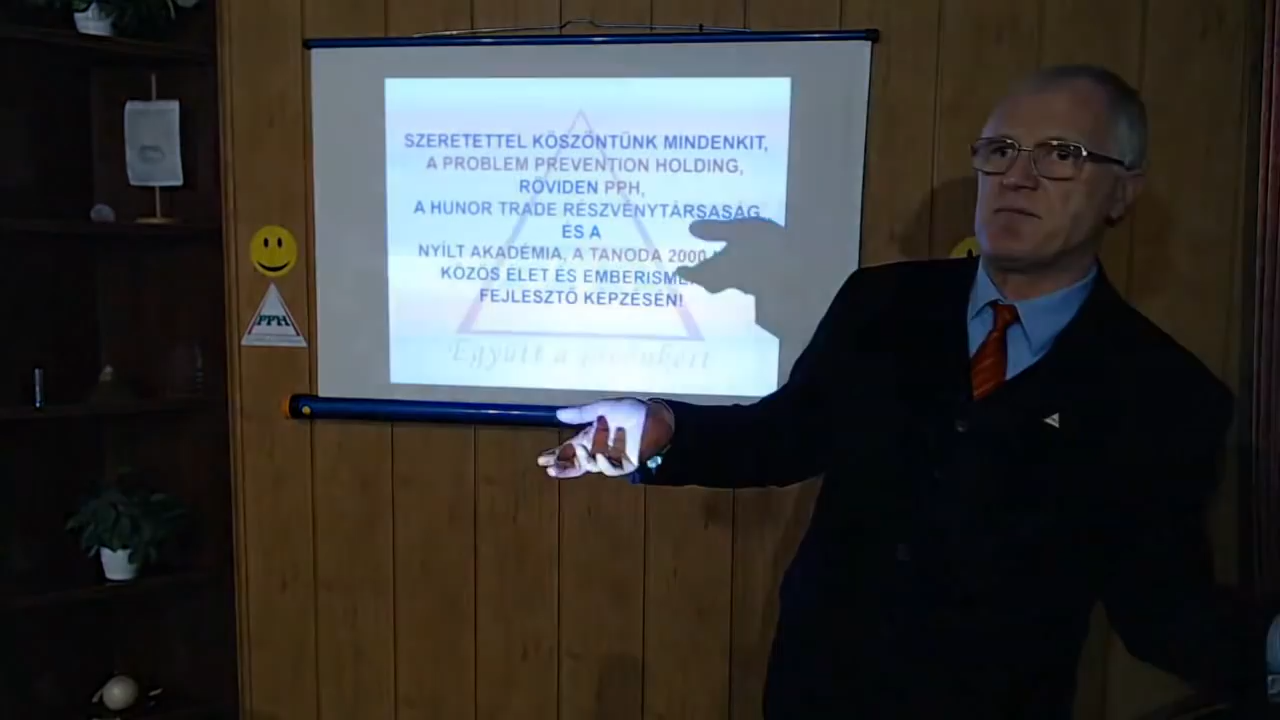 SZERETETTEL KÖSZÖNTÜNK MINDENKIT,
A PROBLEM PREVENTION HOLDING,
RÖVIDEN PPH,
A HUNOR TRADE RÉSZVÉNYTÁRSASÁG
ÉS A
NYÍLT AKADÉMIA, A TANODA 2000
KÖZÖS ÉLET ÉS
FEJLESZTŐ KÉPZÉSÉN!
Együtt a
PPH